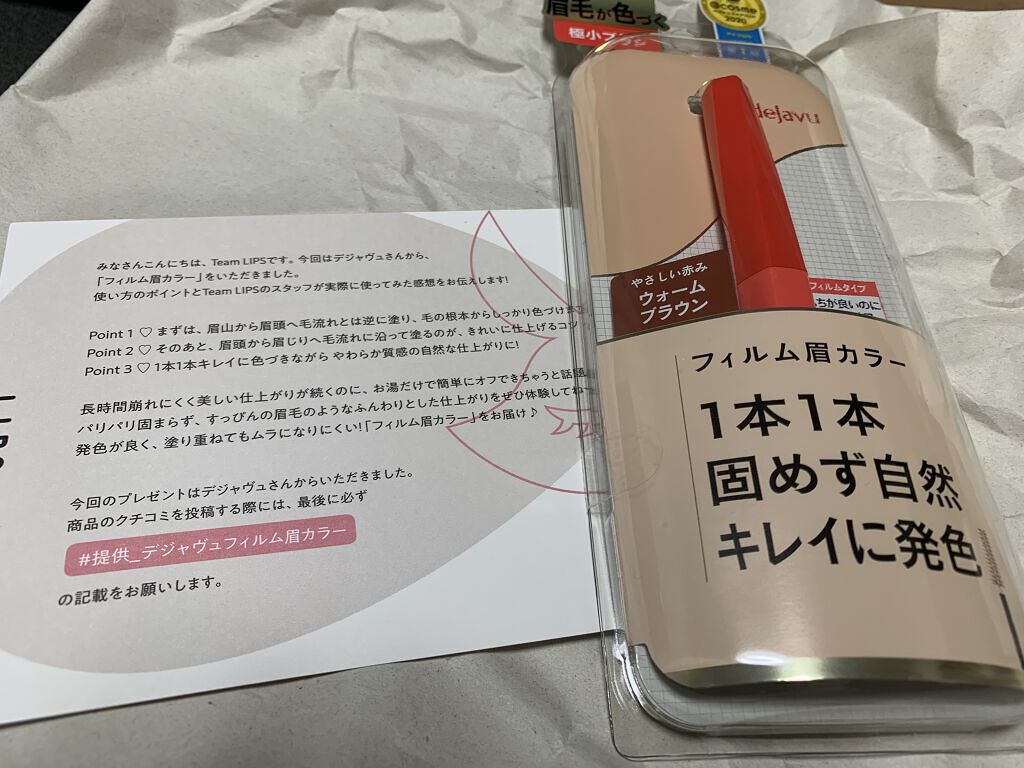 みなさんこんにちは、Team LIPSです。今回はデジャヴュさんから、
「フィルム眉カラー」をいただきました。
使い方のポイントとTeam LIPSのスタッフが実際に使ってみた感想をお伝えします!
Point 1 ♡ まずは、眉山から眉頭へ毛流れとは逆に塗り、毛の根本からしっかり色づけま
Point 2 ♡ そのあと、眉頭から眉じりへ毛流れに沿って塗るのが、きれいに仕上げるコツ
Point 3 ♡ 1本1本キレイに色づきながら やわらか質感の自然な仕上がりに!
長時間崩れにくく美しい仕上がりが続くのに、お湯だけで簡単にオフできちゃうと話題
パリパリ固まらず、すっぴんの眉毛のようなふんわりとした仕上がりをぜひ体験してね
発色が良く、塗り重ねてもムラになりにくい!「フィルム眉カラー」をお届け♪
今回のプレゼントはデジャヴュさんからいただきました。
商品のクチコミを投稿する際には、最後に必ず
#提供_デジャヴュフィルム眉カラー
の記載をお願いします。
眉毛が色づく
極小ブラシ
@cosme
2020
dejavu
やさしい赤み
ウォーム
ブラウン
フィルムタイプ
ちが良いのに
フィルム眉カラー
1本1本
固めず自然
キレイに発色